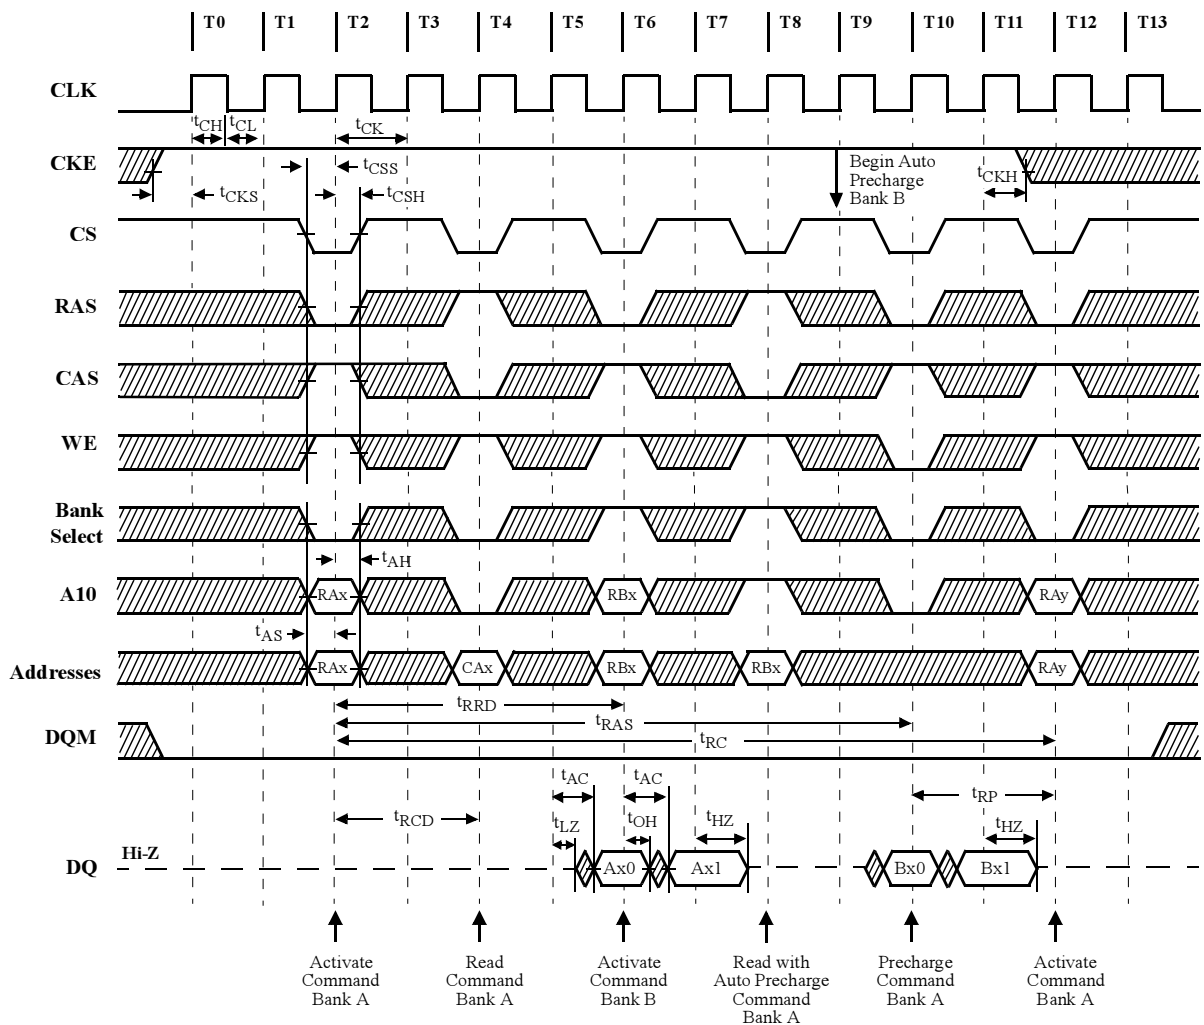 T0 T1 T2 T3 T4 T5 T6 T7 T8 T9 T10 T11 T12 T13
CLK
tCH tCL tCK
CKE
tCSS
Begin Auto
Precharge
Bank B
tCKH
tCKS tCSH
CS
RAS
CAS
WE
Bank
Select
tAH
A10 RAx RBx RAy
tAS
Addresses RAx CAx RBx RBx RAy
tRRD
tRAS
DQM
tRC
tAC tAC
tRP
tRCD tLZ tOH tHZ tHZ
Hi-Z
DQ Ax0 Ax1 Bx0 Bx1
Activate
Command
Bank A
Read
Command
Bank A
Activate
Command
Bank B
Read with
Auto Precharge
Command
Bank A
Precharge
Command
Bank A
Activate
Command
Bank A